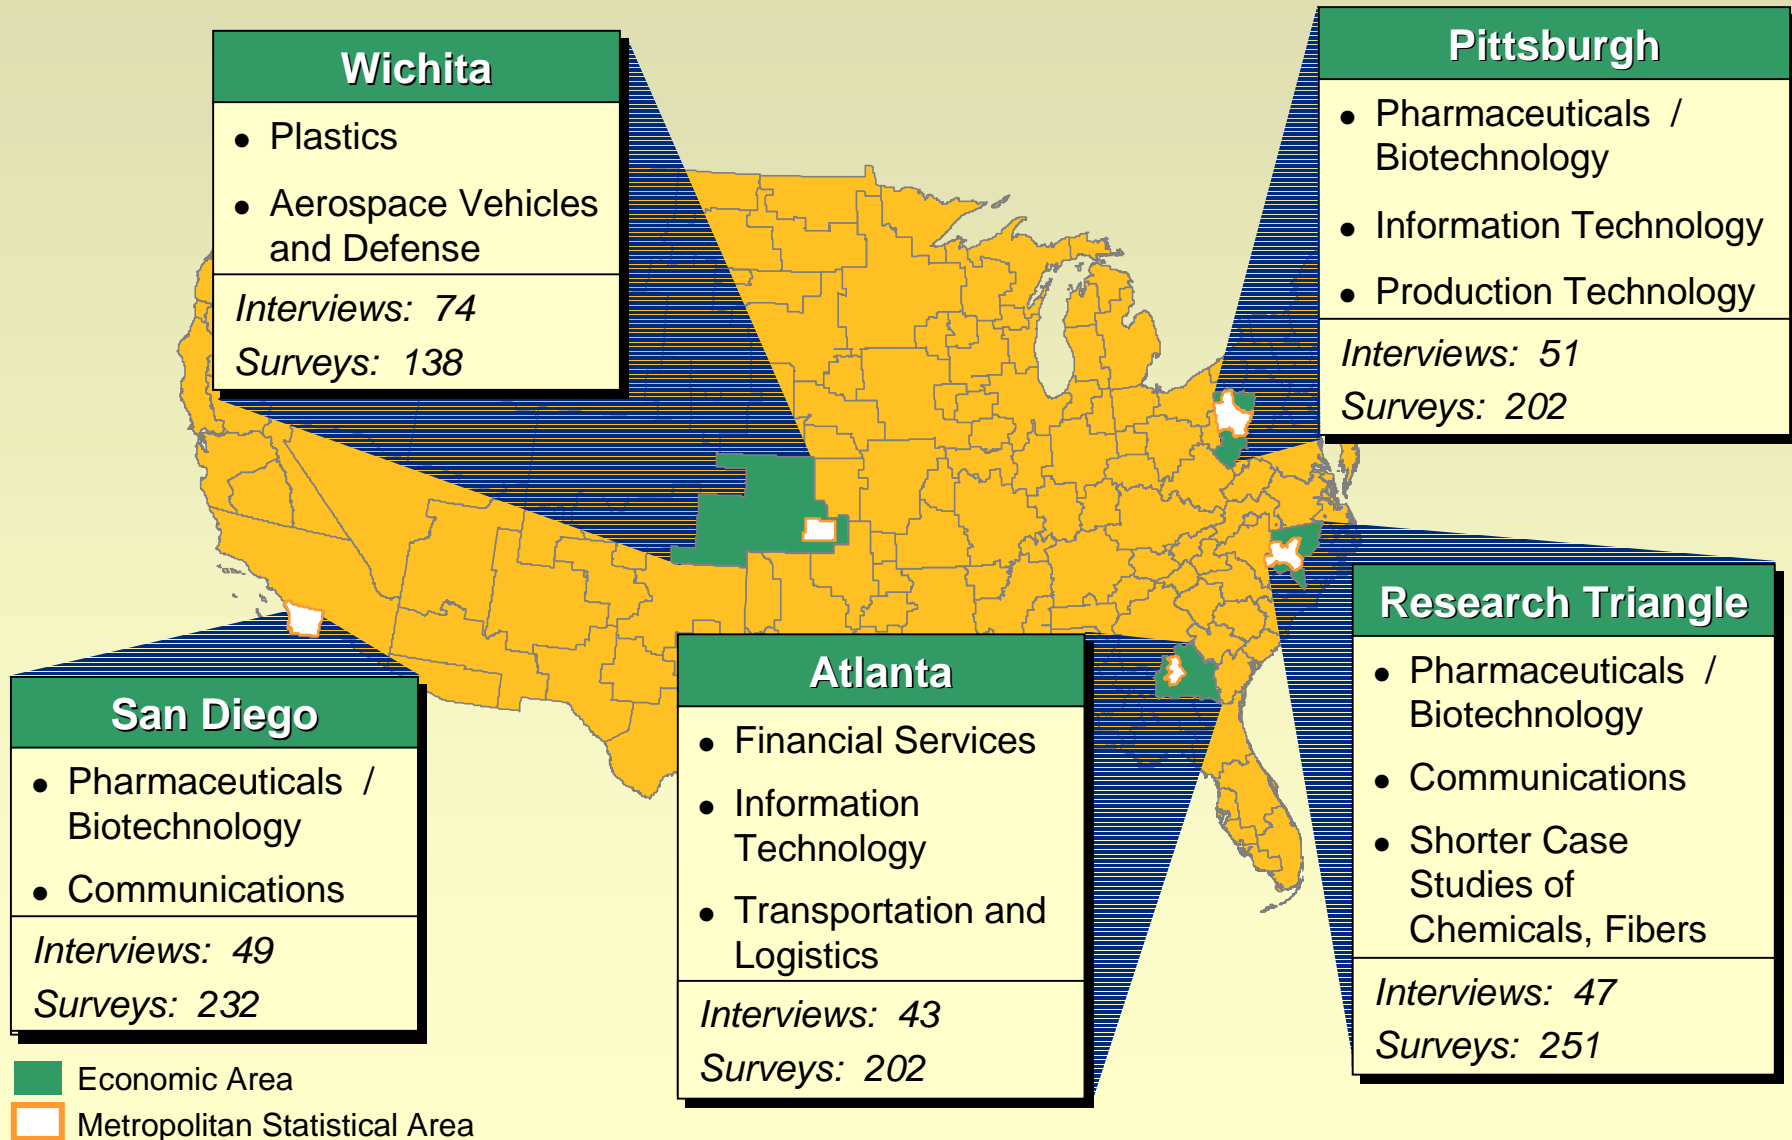 Wichita
● Plastics
● Aerospace Vehicles
and Defense
Interviews: 74
Surveys: 138
Pittsburgh
● Pharmaceuticals /
Biotechnology
● Information Technology
● Production Technology
Interviews: 51
Surveys: 202
San Diego
● Pharmaceuticals /
Biotechnology
● Communications
Interviews: 49
Surveys: 232
Atlanta
● Financial Services
● Information
Technology
● Transportation and
Logistics
Interviews: 43
Surveys: 202
Research Triangle
● Pharmaceuticals /
Biotechnology
● Communications
● Shorter Case
Studies of
Chemicals, Fibers
Interviews: 47
Surveys: 251
Economic Area
Metropolitan Statistical Area